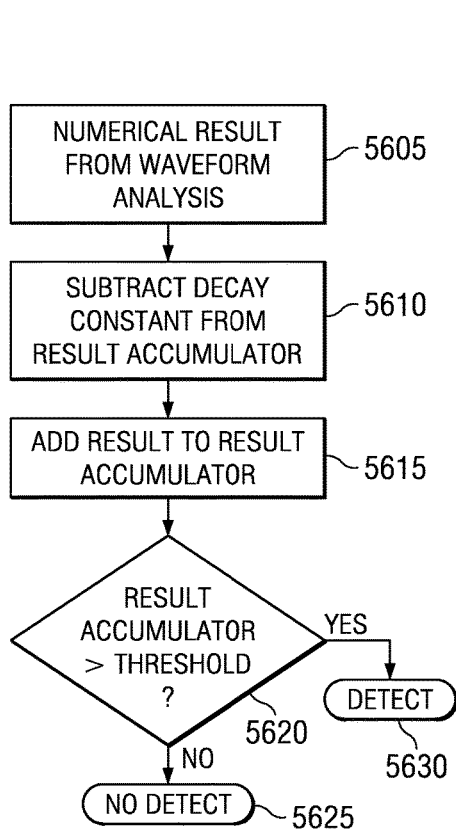 NUMERICAL RESULT
FROM WAVEFORM
ANALYSIS
5605
SUBTRACT DECAY
CONSTANT FROM
RESULT ACCUMULATOR
5610
ADD RESULT TO RESULT
ACCUMULATOR
5615
RESULT
ACCUMULATOR
> THRESHOLD
?
5620
YES
DETECT
5630
NO
NO DETECT
5625